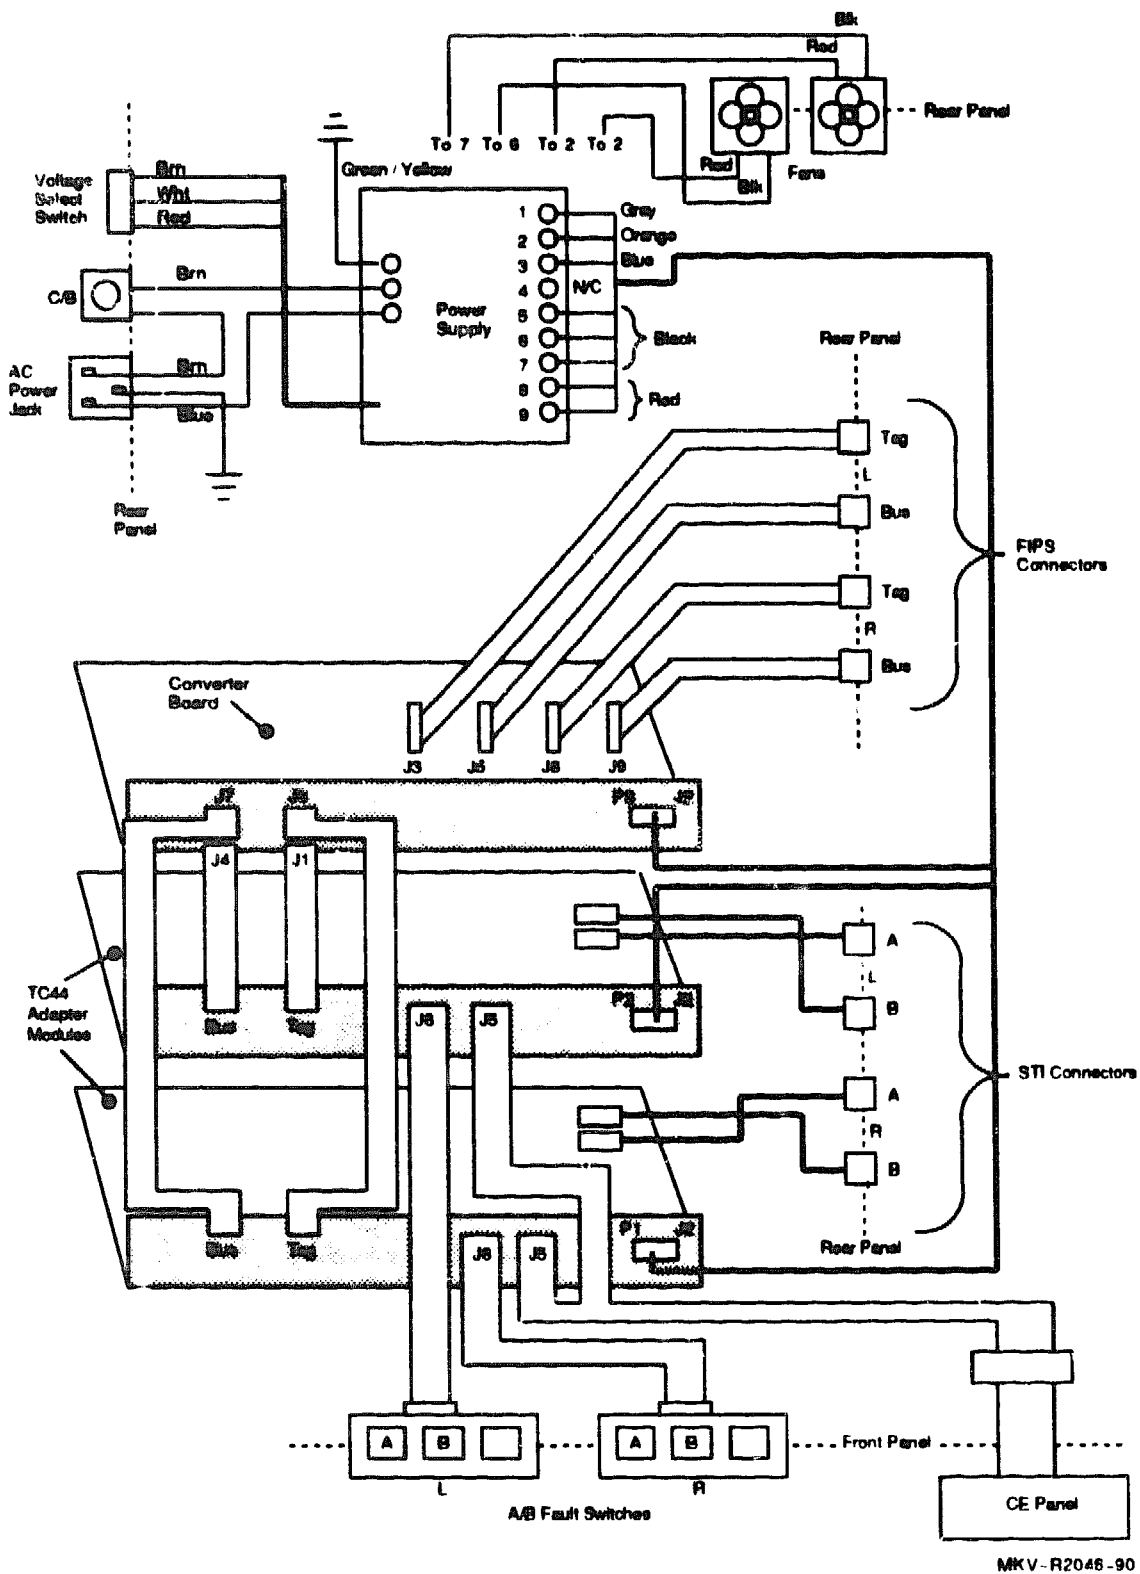 Blk
Red
Rear Panel
To 7 To 6 To 2 To 2
Red
Blk
Fans
Green / Yellow
Voltage
Select
Switch
Brn
Wht
Red
C/B
Brn
AC
Power
Jack
Brn
Blue
Rear
Panel
Power
Supply
1
2
3
4
5
6
7
8
9
Gray
Orange
Blue
N/C
Black
Red
Rear Panel
Tag
L
Bus
Tag
R
Bus
FIPS
Connectors
Converter
Board
J3 J5 J8 J9
J7
P3
J4 J1
TC44
Adapter
Modules
Bus Tag
J6 J5
P2
A
L
B
A
R
B
STI Connectors
Rear Panel
Bus Tag
J6 J5
P1 J2
A B
L
A B
R
Front Panel
A/B Fault Switches
CE Panel
MKV-R2046-90